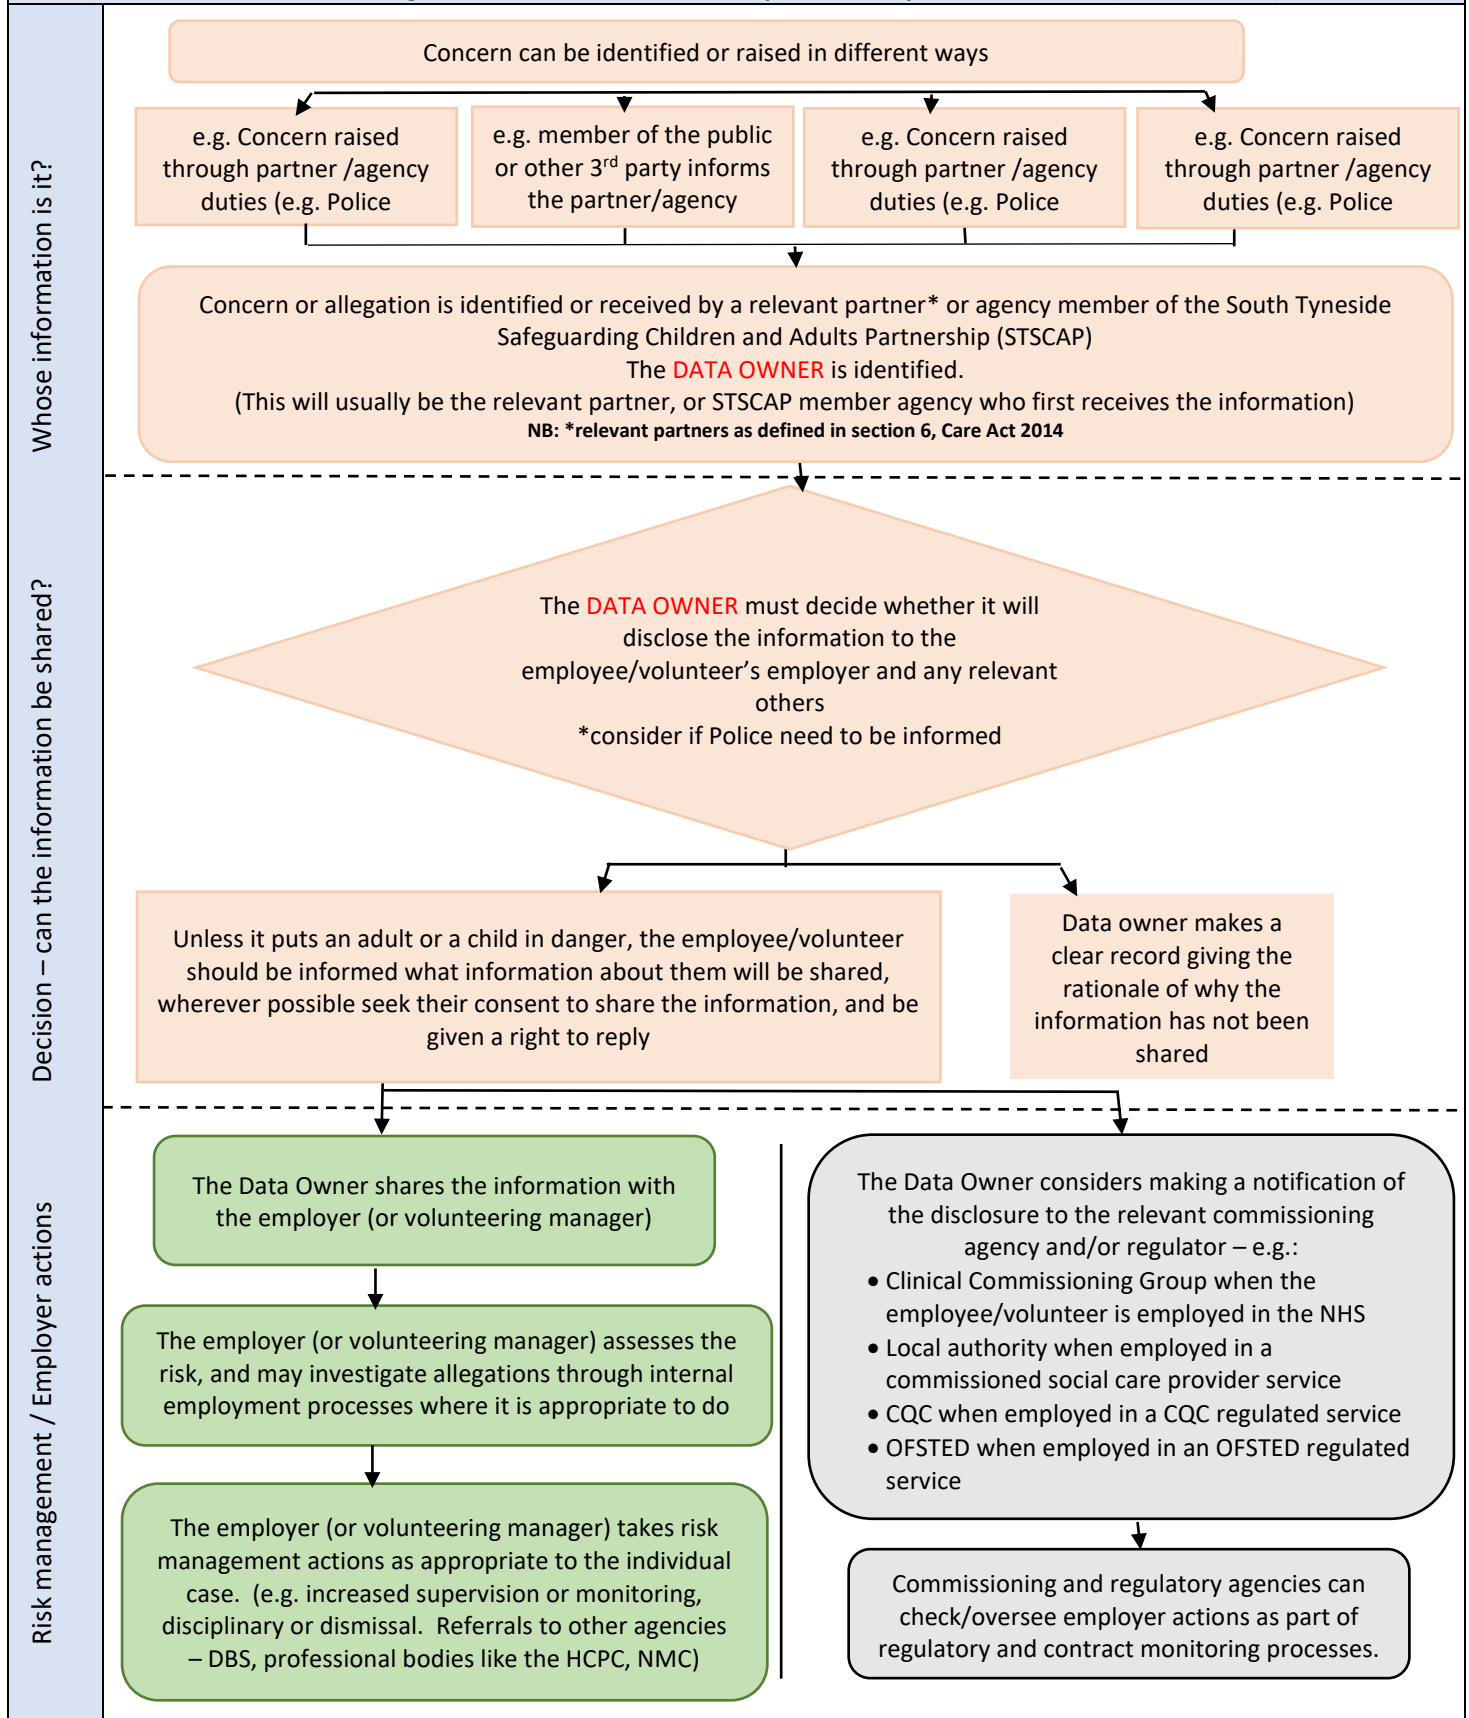 Whose information is it?
Concern can be identified or raised in different ways
e.g. Concern raised
through partner /agency
duties (e.g. Police
e.g. member of the public
or other 3rd party informs
the partner/agency
e.g. Concern raised
through partner /agency
duties (e.g. Police
e.g. Concern raised
through partner /agency
duties (e.g. Police
Concern or allegation is identified or received by a relevant partner* or agency member of the South Tyneside
Safeguarding Children and Adults Partnership (STSCAP)
The DATA OWNER is identified.
(This will usually be the relevant partner, or STSCAP member agency who first receives the information)
NB: *relevant partners as defined in section 6, Care Act 2014
Decision – can the information be shared?
The DATA OWNER must decide whether it will
disclose the information to the
employee/volunteer’s employer and any relevant
others
*consider if Police need to be informed
Unless it puts an adult or a child in danger, the employee/volunteer
should be informed what information about them will be shared,
wherever possible seek their consent to share the information, and be
given a right to reply
Data owner makes a
clear record giving the
rationale of why the
information has not been
shared
Risk management / Employer actions
The Data Owner shares the information with
the employer (or volunteering manager)
The employer (or volunteering manager) assesses the
risk, and may investigate allegations through internal
employment processes where it is appropriate to do
The employer (or volunteering manager) takes risk
management actions as appropriate to the individual
case.  (e.g. increased supervision or monitoring,
disciplinary or dismissal.  Referrals to other agencies
– DBS, professional bodies like the HCPC, NMC)
The Data Owner considers making a notification of
the disclosure to the relevant commissioning
agency and/or regulator – e.g.:
• Clinical Commissioning Group when the
employee/volunteer is employed in the NHS
• Local authority when employed in a
commissioned social care provider service
• CQC when employed in a CQC regulated service
• OFSTED when employed in an OFSTED regulated
service
Commissioning and regulatory agencies can
check/oversee employer actions as part of
regulatory and contract monitoring processes.